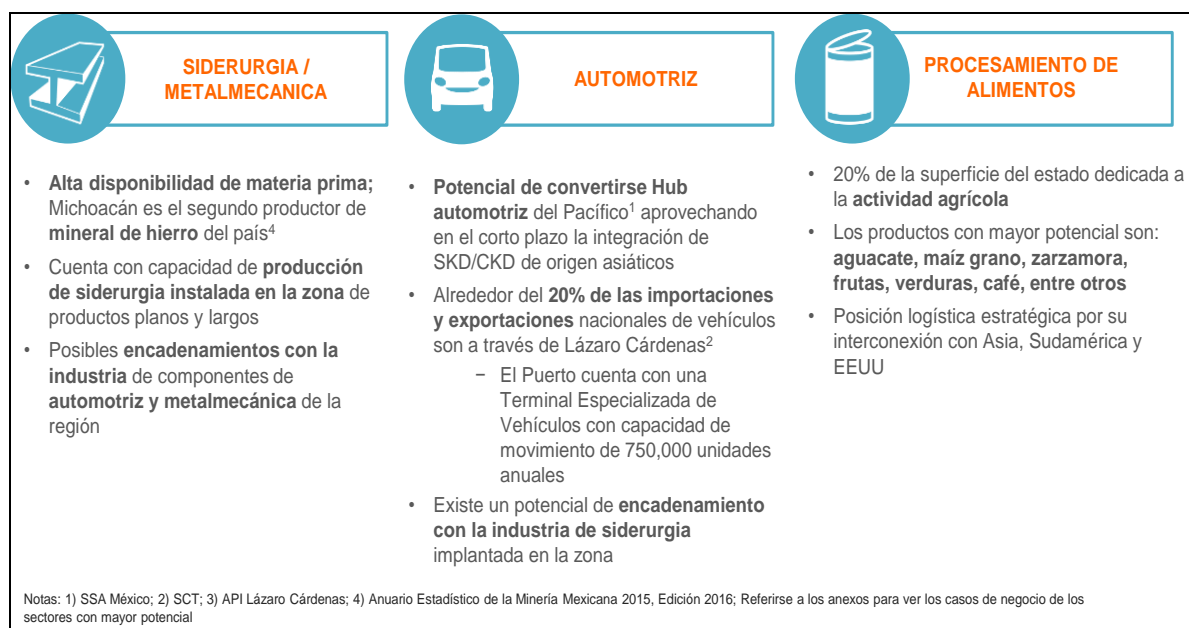 SIDERURGIA /
METALMECANICA
• Alta disponibilidad de materia prima;
Michoacán es el segundo productor de
mineral de hierro del país4
• Cuenta con capacidad de producción
de siderurgia instalada en la zona de
productos planos y largos
• Posibles encadenamientos con la
industria de componentes de
automotriz y metalmecánica de la
región
AUTOMOTRIZ
• Potencial de convertirse Hub
automotriz del Pacífico1 aprovechando
en el corto plazo la integración de
SKD/CKD de origen asiáticos
• Alrededor del 20% de las importaciones
y exportaciones nacionales de vehículos
son a través de Lázaro Cárdenas2
− El Puerto cuenta con una
Terminal Especializada de
Vehículos con capacidad de
movimiento de 750,000 unidades
anuales
• Existe un potencial de encadenamiento
con la industria de siderurgia
implantada en la zona
PROCESAMIENTO DE
ALIMENTOS
• 20% de la superficie del estado dedicada a
la actividad agrícola
• Los productos con mayor potencial son:
aguacate, maíz grano, zarzamora,
frutas, verduras, café, entre otros
• Posición logística estratégica por su
interconexión con Asia, Sudamérica y
EEUU
Notas: 1) SSA México; 2) SCT; 3) API Lázaro Cárdenas; 4) Anuario Estadístico de la Minería Mexicana 2015, Edición 2016; Referirse a los anexos para ver los casos de negocio de los
sectores con mayor potencial